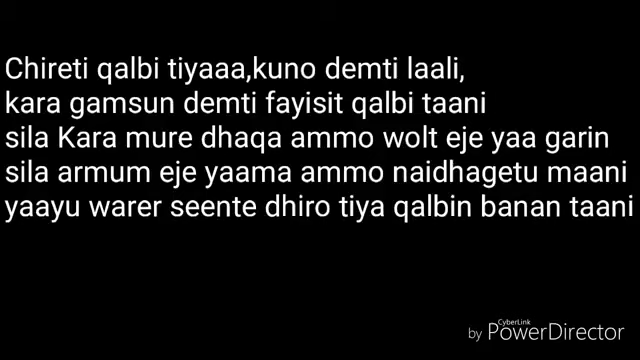 Chireti qalbi tiyaaa,kuno demti laali,
kara gamsun demti fayisit qalbi taani
sila Kara mure dhaqa ammo wolt eje yaa garin
sila armum eje yaama ammo naidhagetu maani
yaayu warer seente dhiro tiya qalbin banan taani
by CyberLink PowerDirector